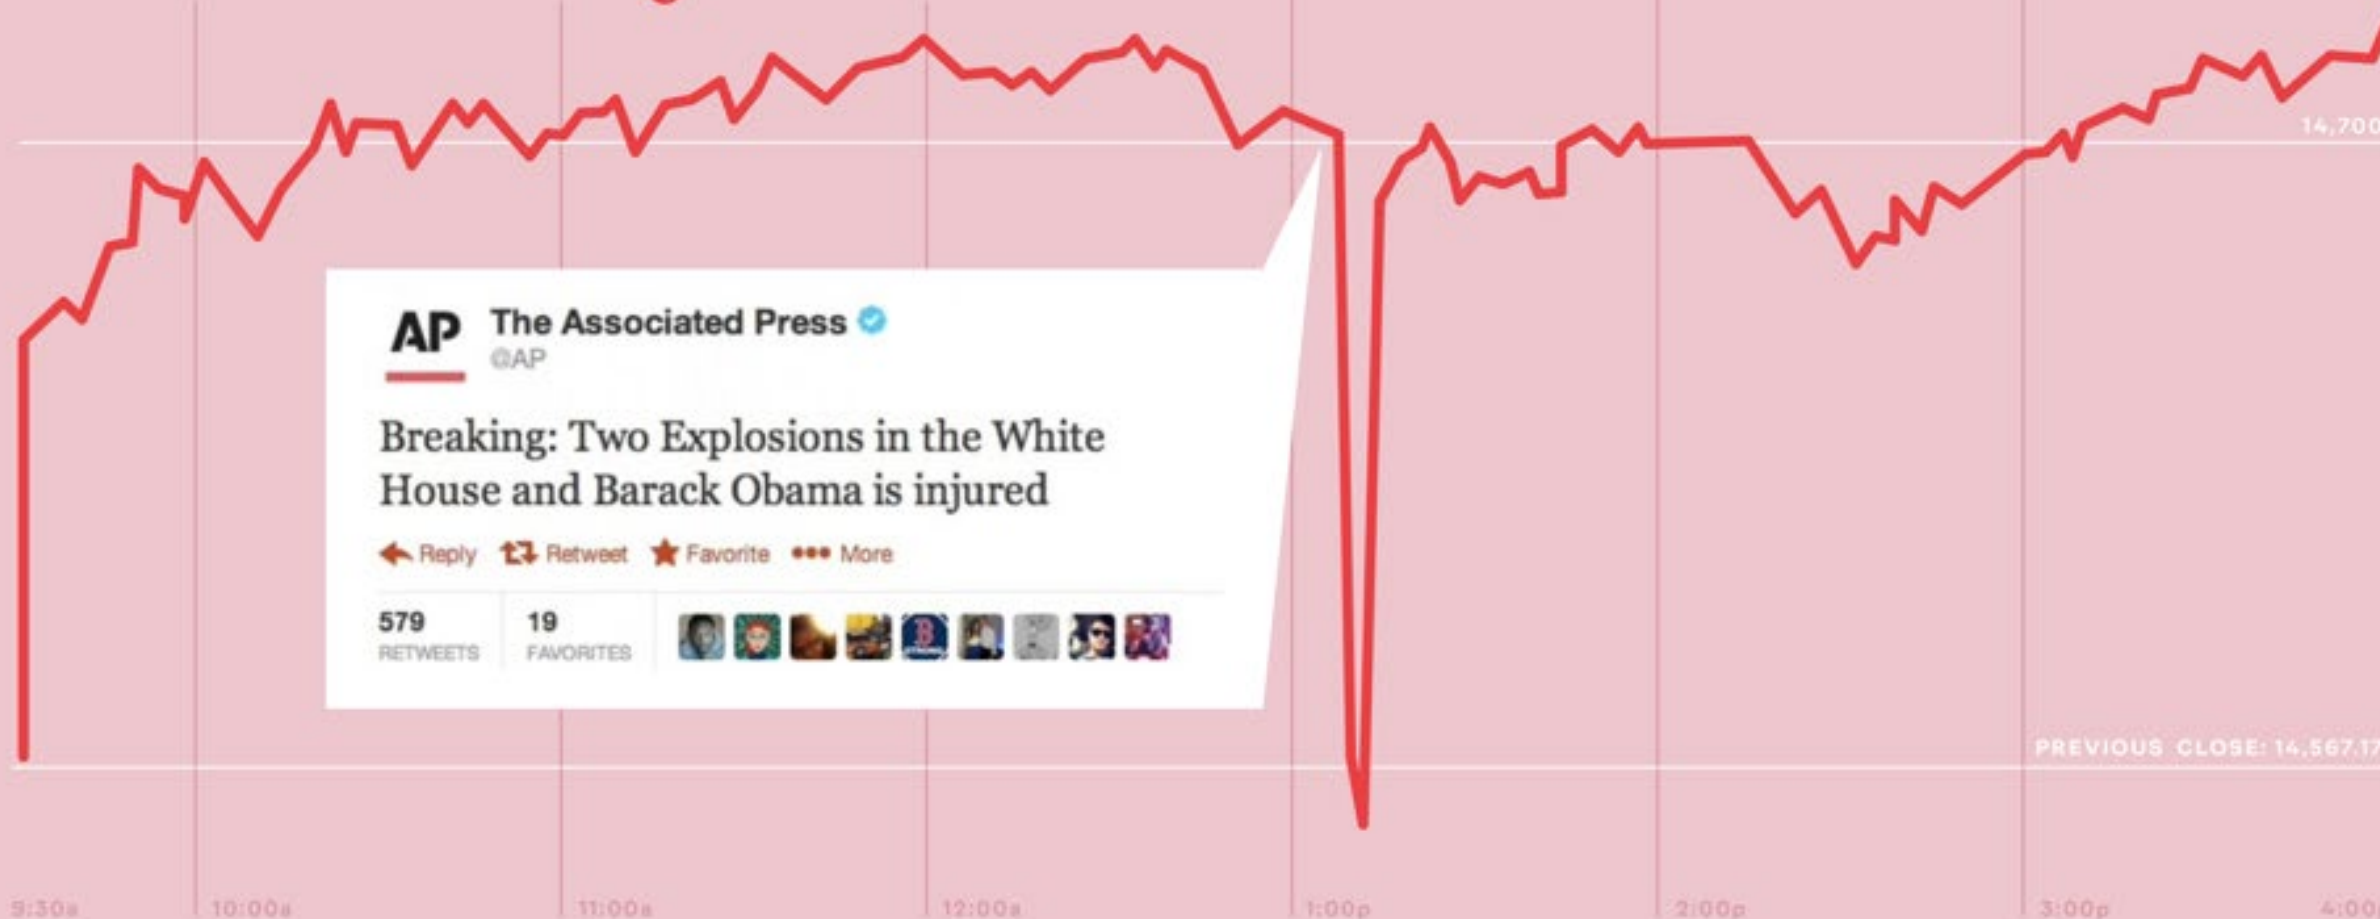 14,700
AP
The Associated Press
@AP
Breaking: Two Explosions in the White
House and Barack Obama is injured
Reply Retweet Favorite More
579 19
RETWEETS FAVORITES
B
PREVIOUS CLOSE: 14,567.17
9:30a 10:00a 11:00a 12:00a 1:00p 2:00p 3:00p 4:00